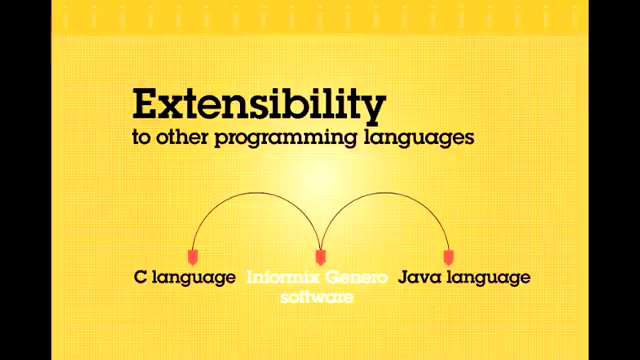 Extensibility
to other programming languages
C language
Informix Genero
software
Java language